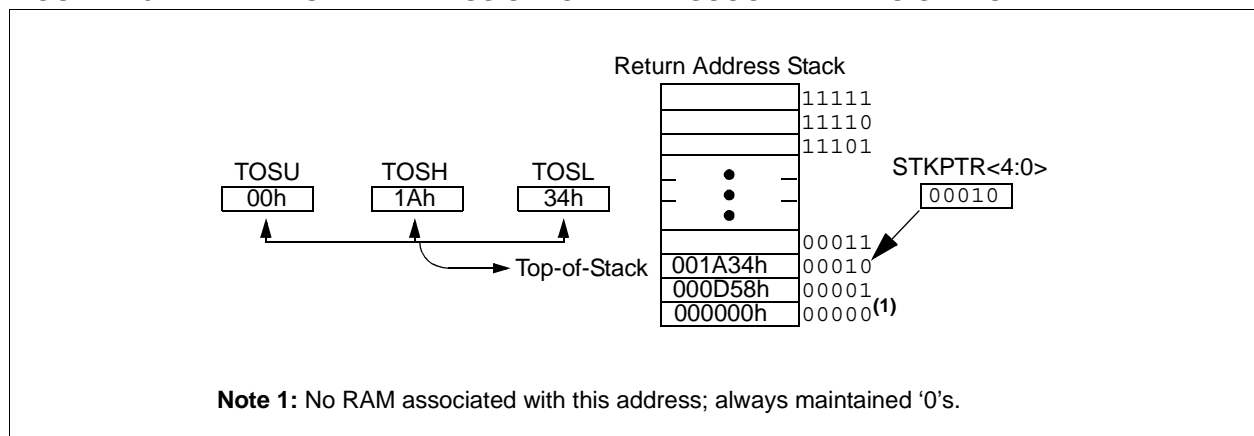 Return Address Stack
11111
11110
11101
TOSU TOSH TOSL
00h 1Ah 34h
STKPTR<4:0>
00010
00011
Top-of-Stack 001A34h 00010
000D58h 00001
000000h 00000(1)
Note 1: No RAM associated with this address; always maintained ‘0’s.